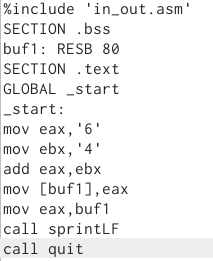 %include 'in_out.asm'
SECTION .bss
buf1: RESB 80
SECTION .text
GLOBAL _start
_start:
mov eax,'6'
mov ebx,'4'
add eax,ebx
mov [buf1],eax
mov eax,buf1
call sprintLF
call quit